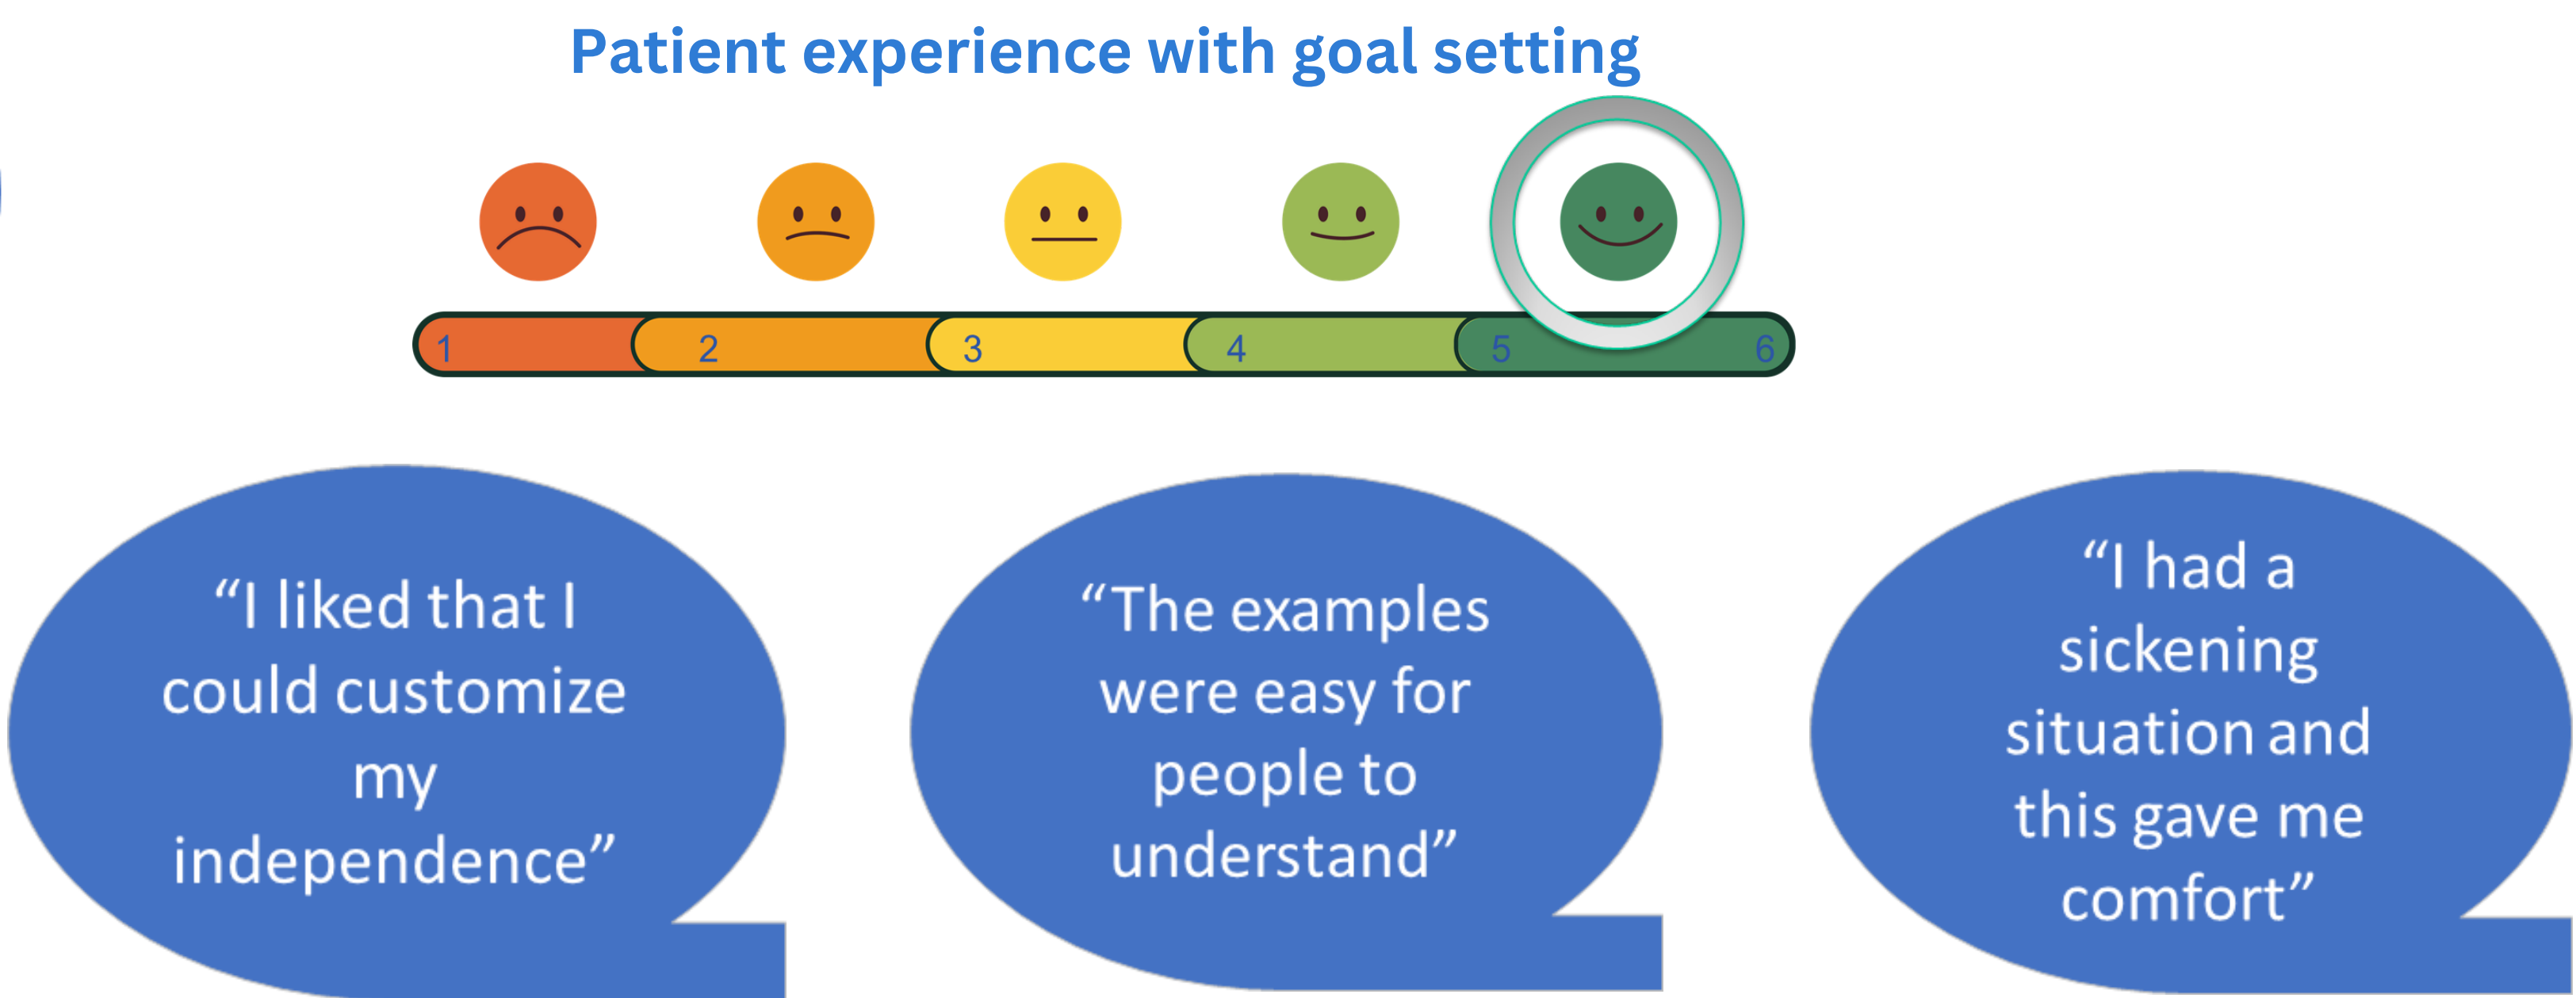 Patient experience with goal setting
1 2 3 4 5 6
“I liked that I
could customize
my
independence”
“The examples
were easy for
people to
understand”
“I had a
sickening
situation and
this gave me
comfort”